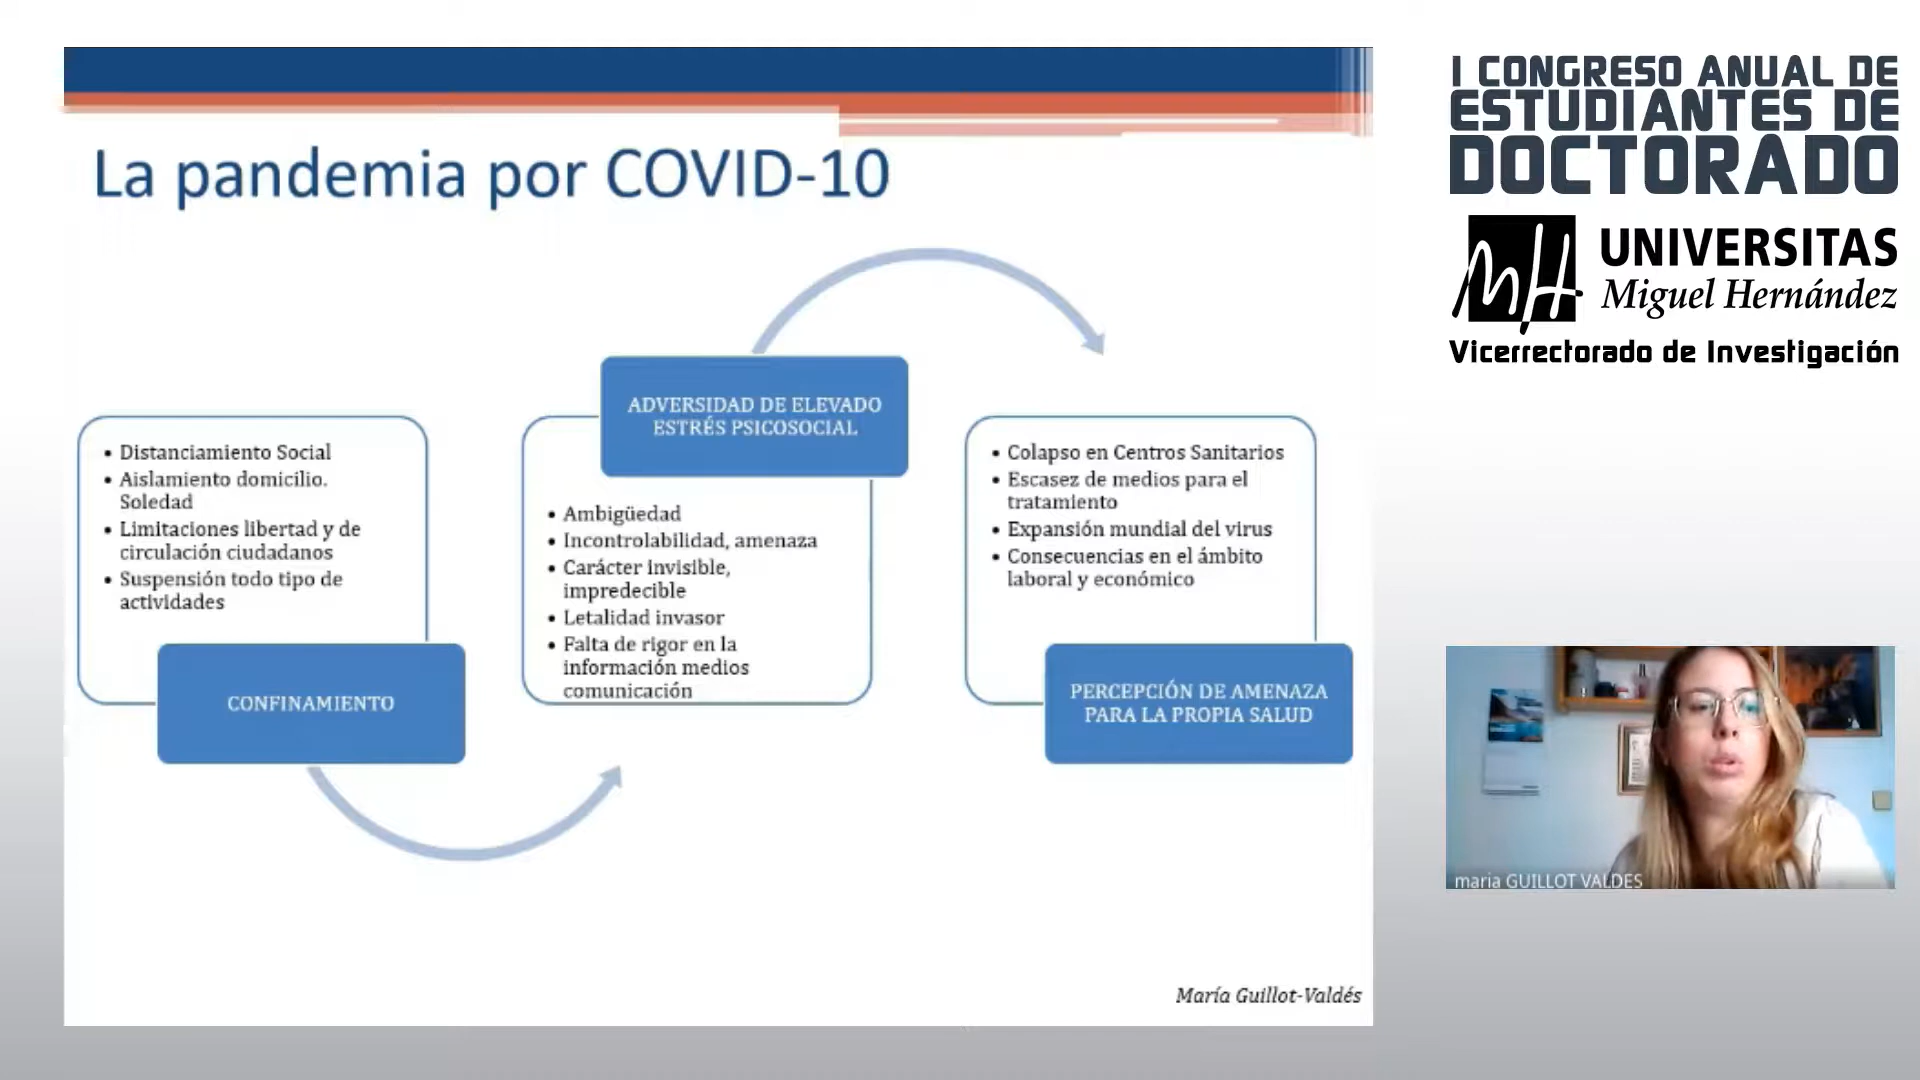 La pandemia por COVID-10
• Distanciamiento Social
• Aislamiento domicilio.
Soledad
• Limitaciones libertad y de
circulación ciudadanos
• Suspensión todo tipo de
actividades
CONFINAMIENTO
ADVERSIDAD DE ELEVADO
ESTRÉS PSICOSOCIAL
• Ambigüedad
• Incontrolabilidad, amenaza
• Carácter invisible,
impredecible
• Letalidad invasor
• Falta de rigor en la
información medios
comunicación
• Colapso en Centros Sanitarios
• Escasez de medios para el
tratamiento
• Expansión mundial del virus
• Consecuencias en el ámbito
laboral y económico
PERCEPCIÓN DE AMENAZA
PARA LA PROPIA SALUD
María Guillot-Valdés
I CONGRESO ANUAL DE
ESTUDIANTES DE
DOCTORADO
MH
UNIVERSITAS
Miguel Hernández
Vicerrectorado de Investigación
maria GUILLOT VALDES